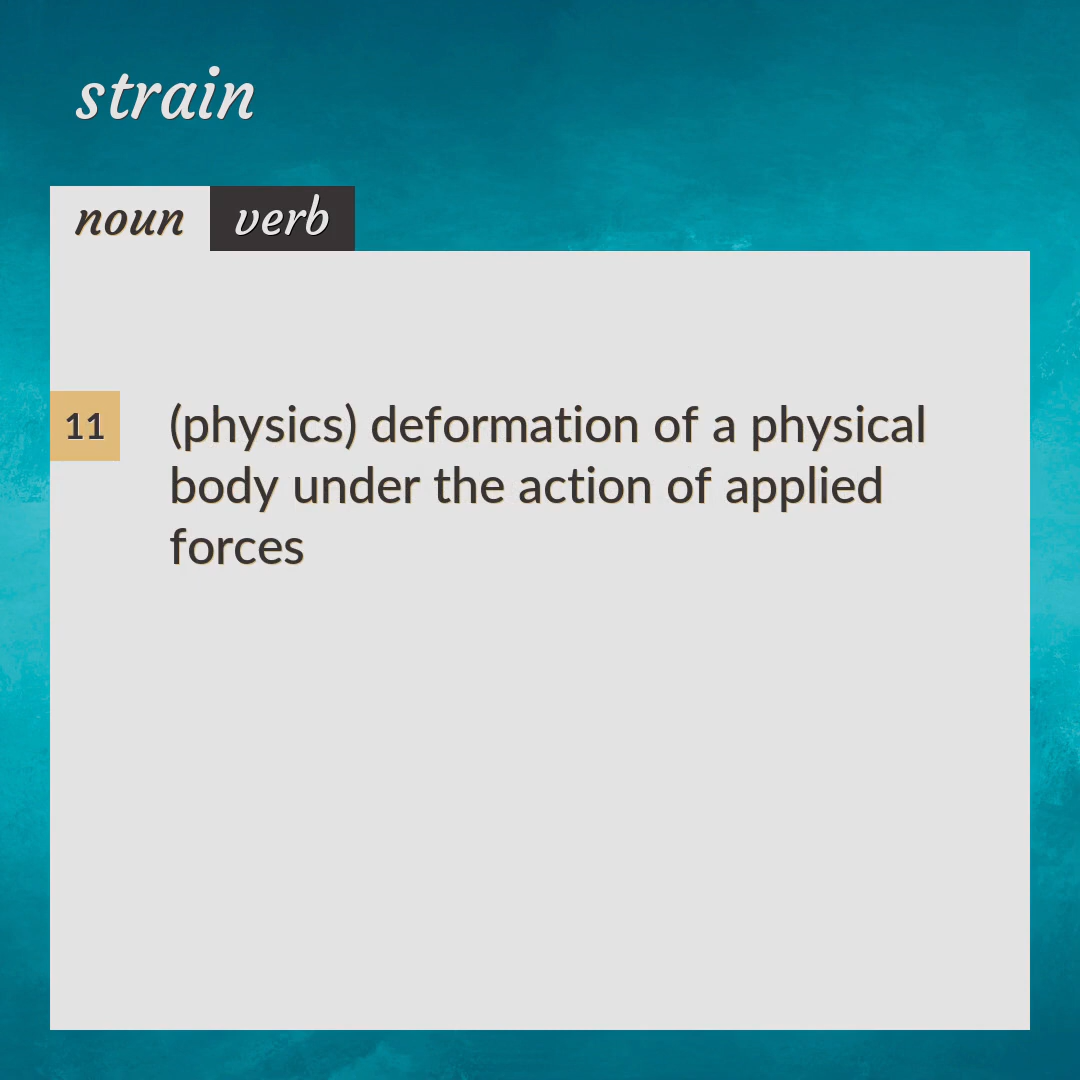 strain
noun verb
11 (physics) deformation of a physical
body under the action of applied
forces